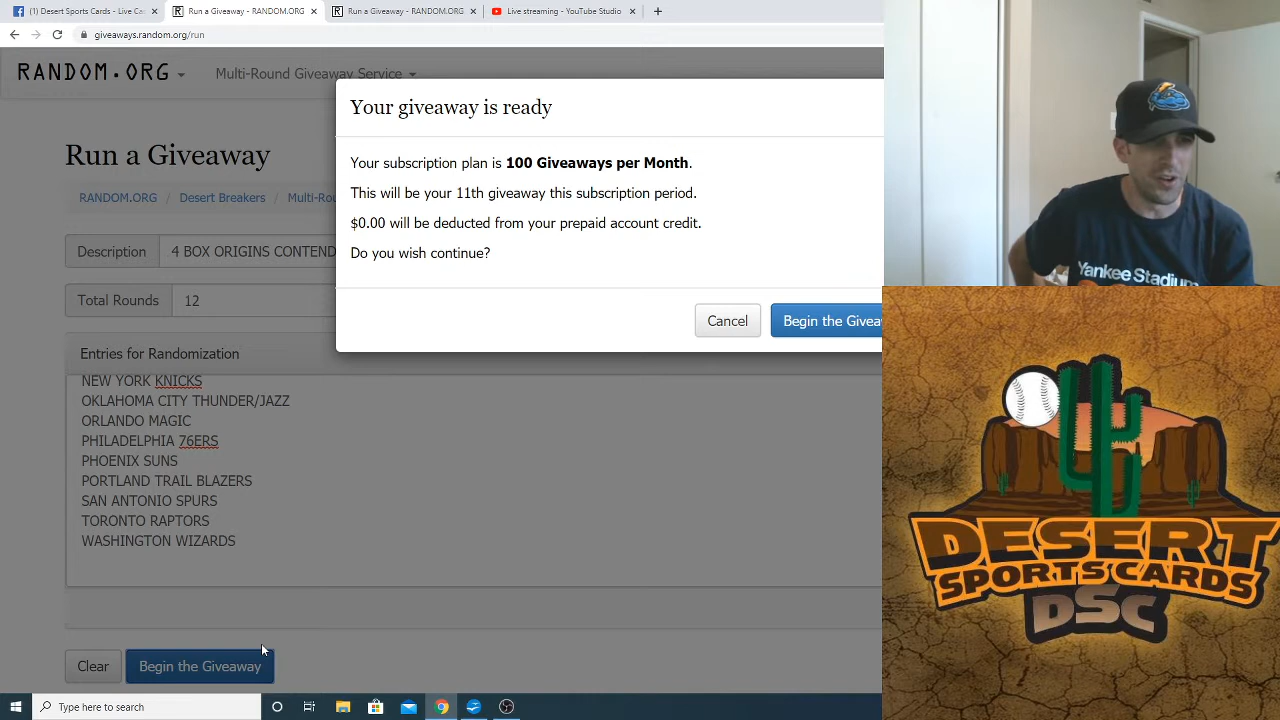 (1) Desert Sports Cards - Live Ca
Run a Giveaway - RANDOM.ORG
Run a Giveaway - RANDOM.ORG
Live streaming - YouTube Studio
giveaways.random.org/run
RANDOM.ORG
Multi-Round Giveaway Service
Your giveaway is ready
Your subscription plan is 100 Giveaways per Month.
This will be your 11th giveaway this subscription period.
$0.00 will be deducted from your prepaid account credit.
Do you wish continue?
Cancel
Begin the Givea
Run a Giveaway
RANDOM.ORG / Desert Breakers / Multi-Rou
Description 4 BOX ORIGINS CONTEND
Total Rounds 12
Entries for Randomization
NEW YORK KNICKS
OKLAHOMA CITY THUNDER/JAZZ
ORLANDO MAGIC
PHILADELPHIA 76ERS
PHOENIX SUNS
PORTLAND TRAIL BLAZERS
SAN ANTONIO SPURS
TORONTO RAPTORS
WASHINGTON WIZARDS
Clear
Begin the Giveaway
Type here to search
Yankee Stadium
DESERT
SPORTS CARDS
DSC